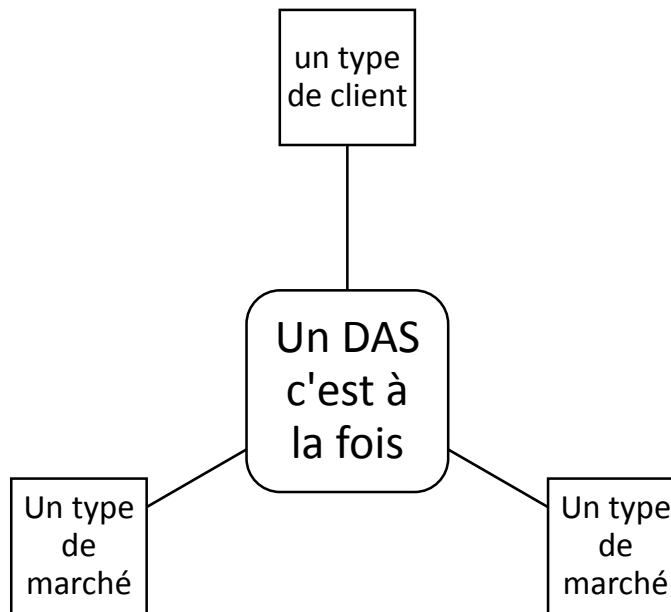 un type
de client
Un DAS
c'est à
la fois
Un type
de
marché
Un type
de
marché